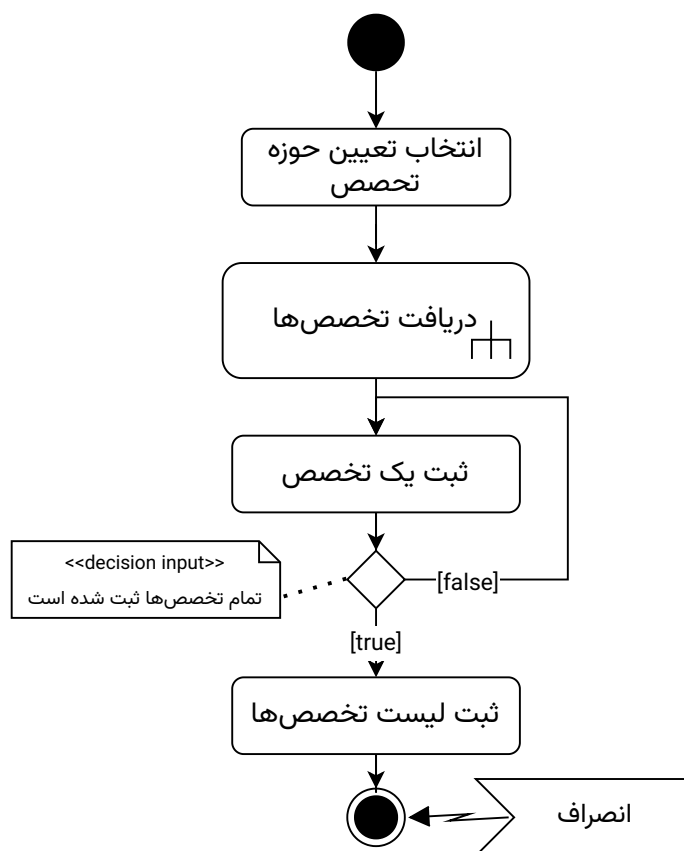 انتخاب تعیین حوزه
تحصص
دریافت تخصص‌ها
ثبت یک تخصص
<<decision input>>
تمام تخصص‌ها ثبت شده است
[false]
[true]
ثبت لیست تخصص‌ها
انصراف